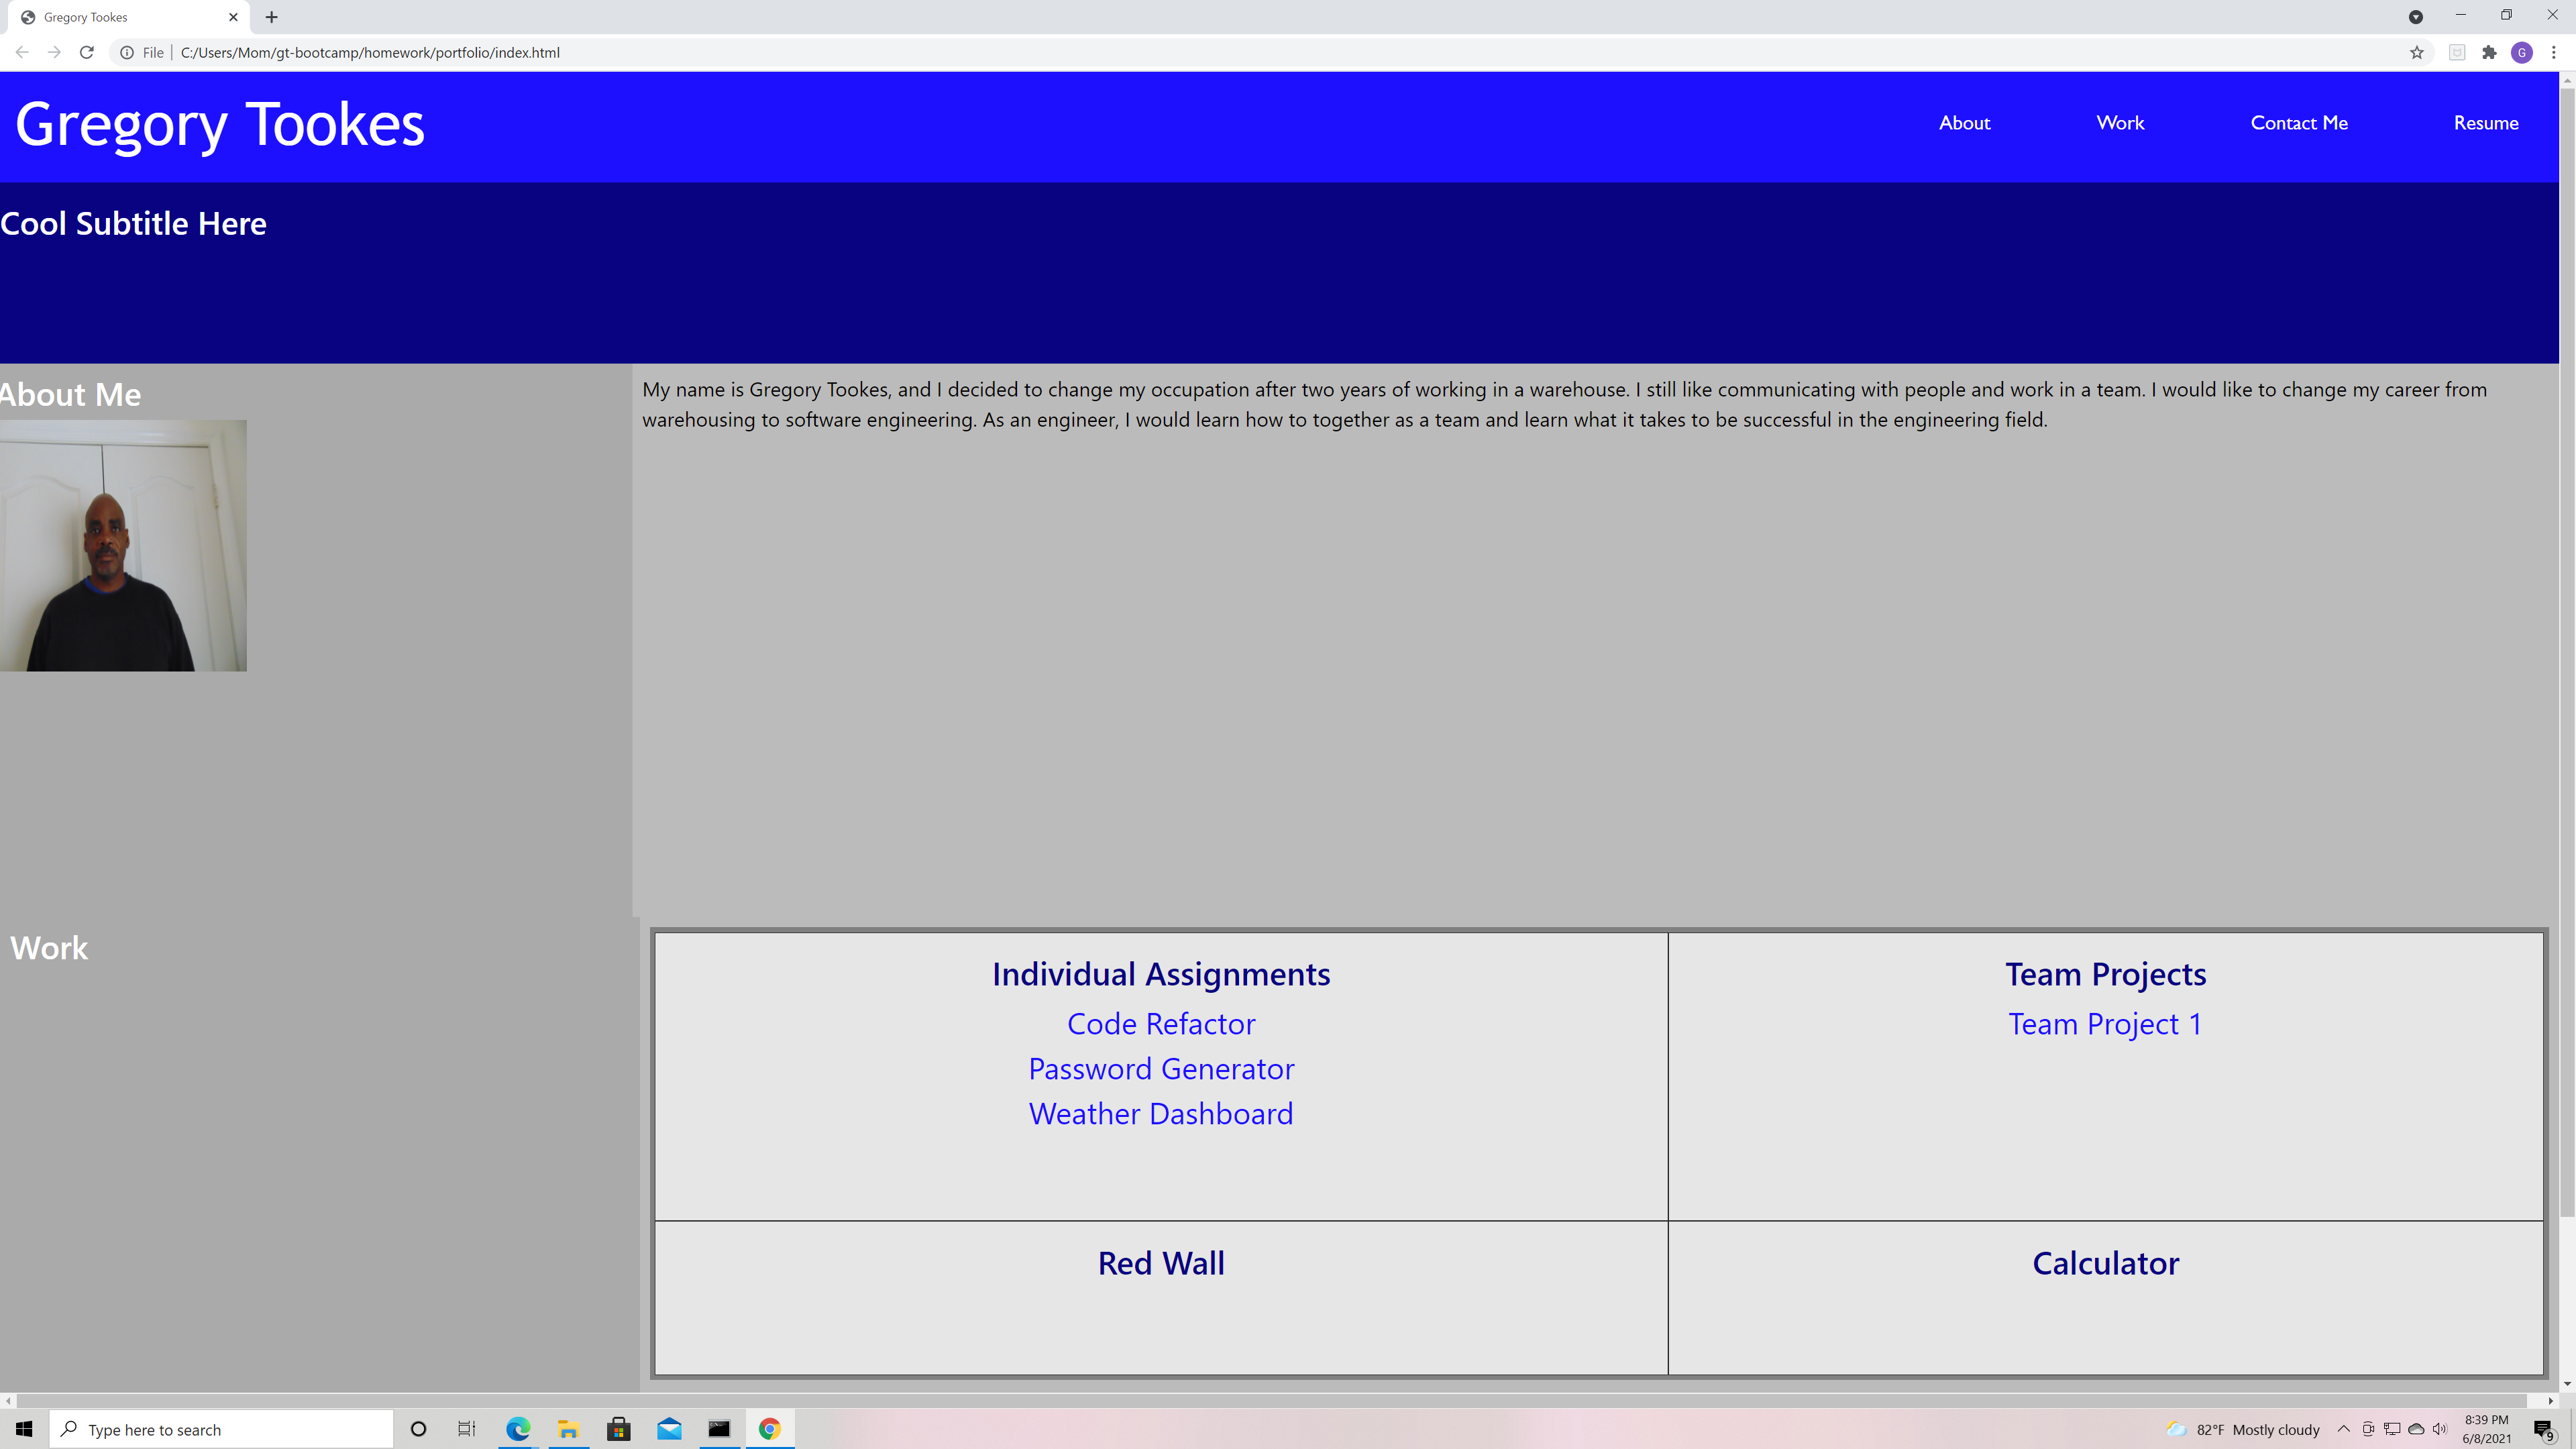 Gregory Tookes
File C:/Users/Mom/gt-bootcamp/homework/portfolio/index.html
G
Gregory Tookes
About Work Contact Me Resume
Cool Subtitle Here
About Me
My name is Gregory Tookes, and I decided to change my occupation after two years of working in a warehouse. I still like communicating with people and work in a team. I would like to change my career from
warehousing to software engineering. As an engineer, I would learn how to together as a team and learn what it takes to be successful in the engineering field.
Work
Individual Assignments
Code Refactor
Password Generator
Weather Dashboard
Team Projects
Team Project 1
Red Wall
Calculator
Type here to search
82°F Mostly cloudy
8:39 PM
6/8/2021
9